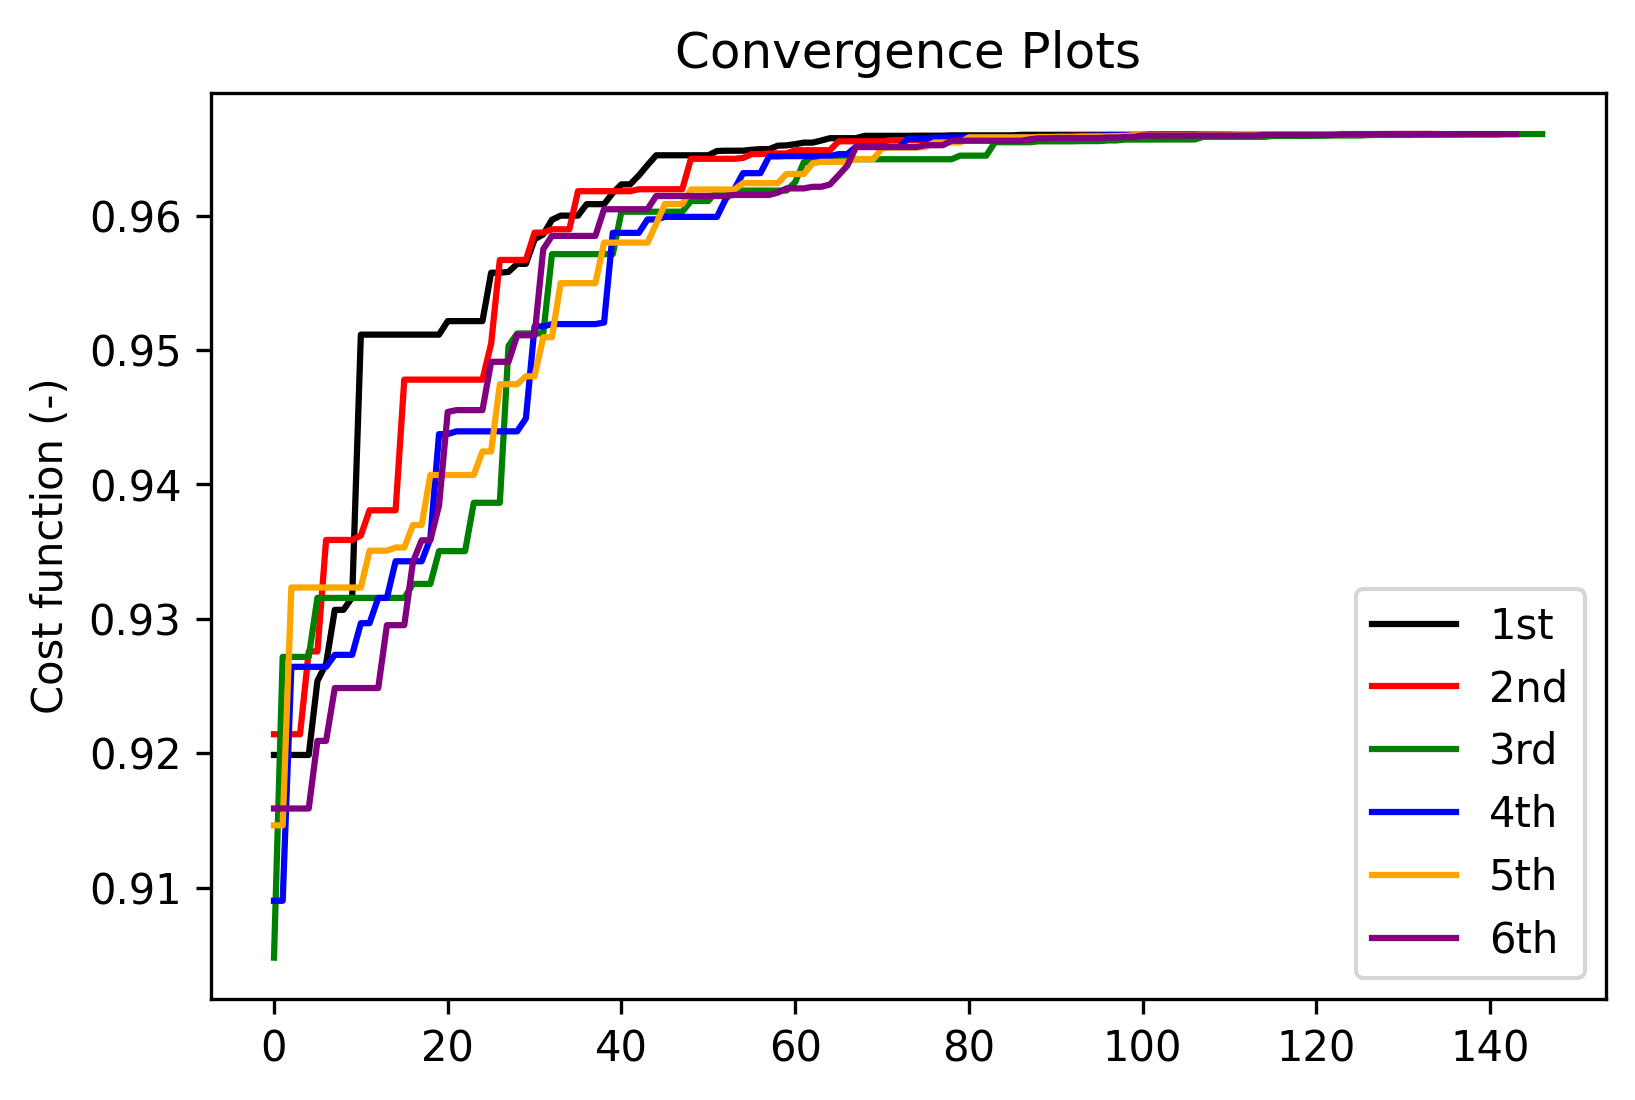 Convergence Plots
Cost function (-)
0.96
0.95
0.94
0.93
0.92
0.91
0 20 40 60 80 100 120 140
1st
2nd
3rd
4th
5th
6th